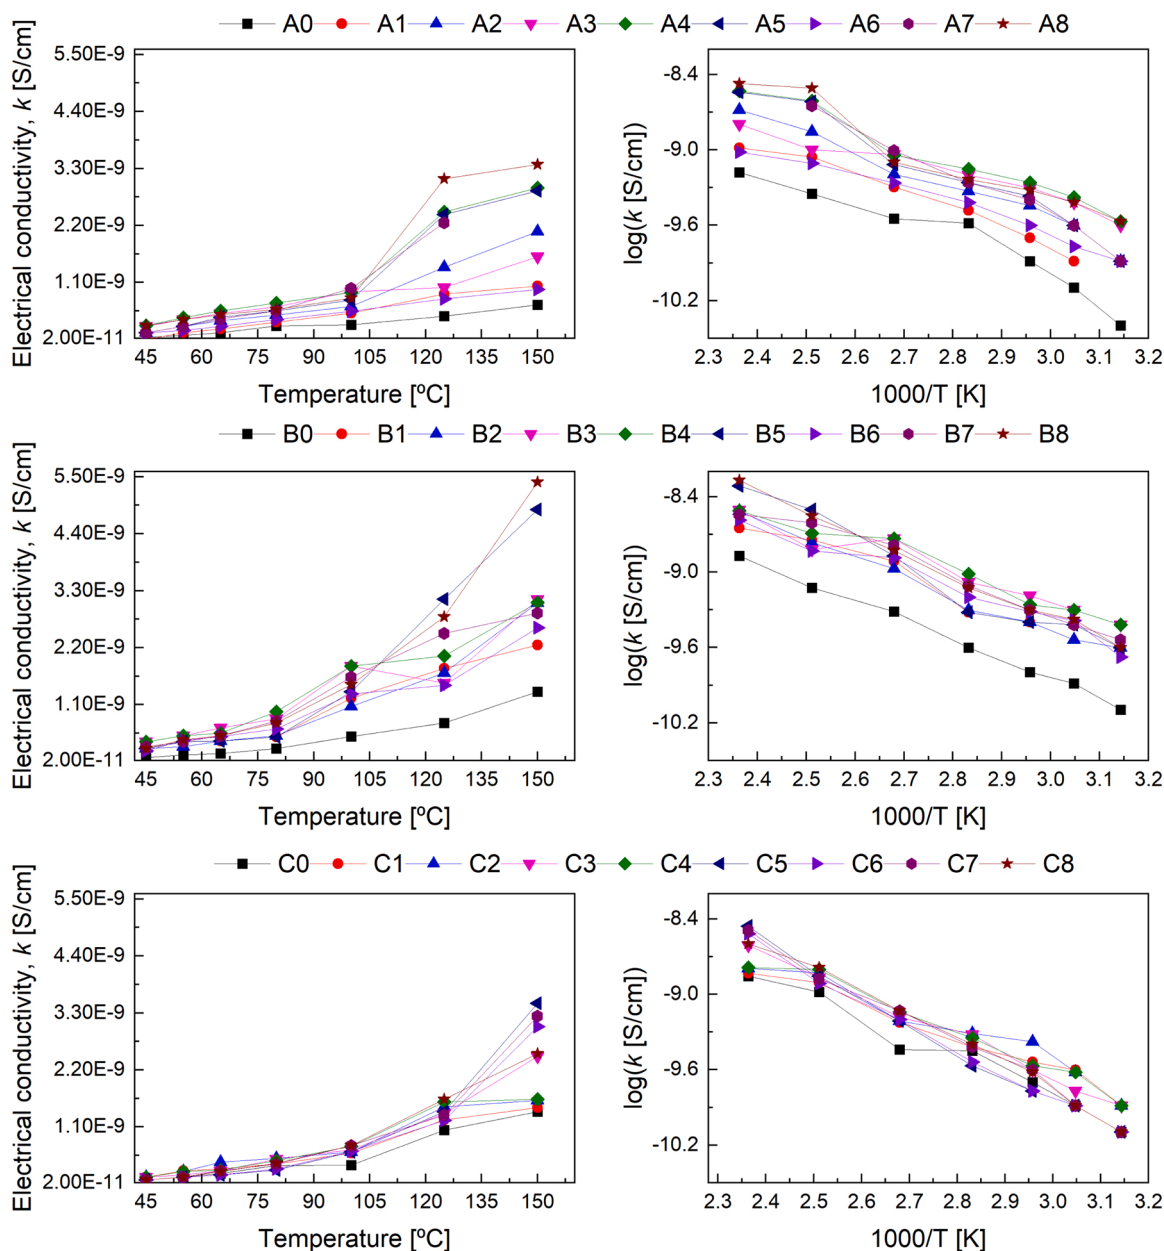 A0 A1 A2 A3 A4 A5 A6 A7 A8
Electrical conductivity, k [S/cm]
5.50E-9
4.40E-9
3.30E-9
2.20E-9
1.10E-9
2.00E-11
45 60 75 90 105 120 135 150
Temperature [ºC]
log(k [S/cm])
-8.4
-9.0
-9.6
-10.2
2.3 2.4 2.5 2.6 2.7 2.8 2.9 3.0 3.1 3.2
1000/T [K]
B0 B1 B2 B3 B4 B5 B6 B7 B8
Electrical conductivity, k [S/cm]
5.50E-9
4.40E-9
3.30E-9
2.20E-9
1.10E-9
2.00E-11
45 60 75 90 105 120 135 150
Temperature [ºC]
log(k [S/cm])
-8.4
-9.0
-9.6
-10.2
2.3 2.4 2.5 2.6 2.7 2.8 2.9 3.0 3.1 3.2
1000/T [K]
C0 C1 C2 C3 C4 C5 C6 C7 C8
Electrical conductivity, k [S/cm]
5.50E-9
4.40E-9
3.30E-9
2.20E-9
1.10E-9
2.00E-11
45 60 75 90 105 120 135 150
Temperature [ºC]
log(k [S/cm])
-8.4
-9.0
-9.6
-10.2
2.3 2.4 2.5 2.6 2.7 2.8 2.9 3.0 3.1 3.2
1000/T [K]